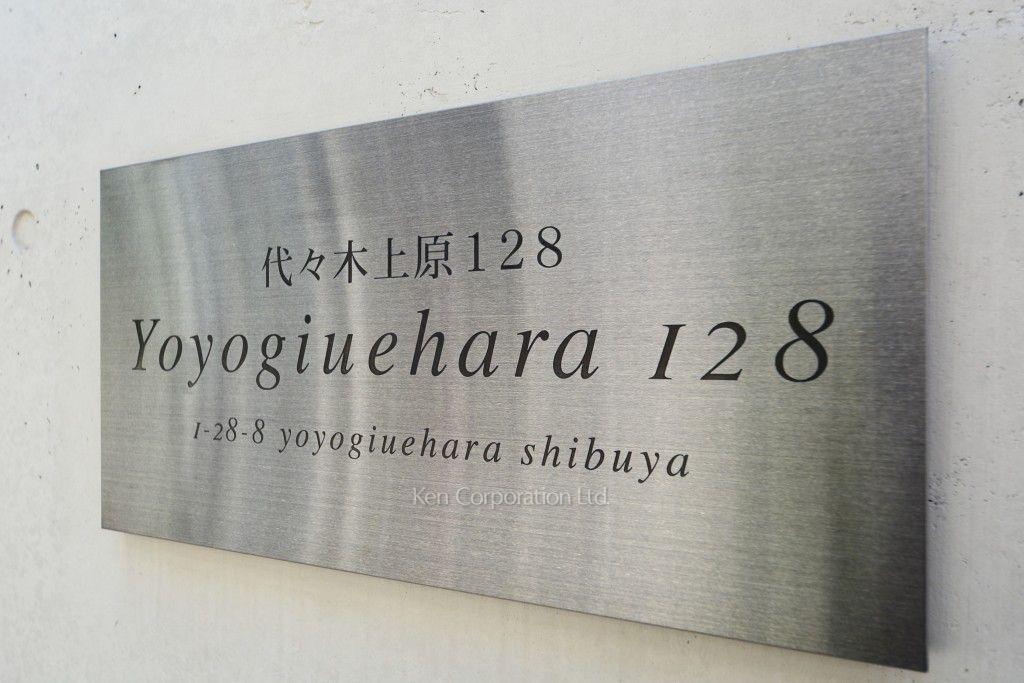 代々木上原128
Yoyogiuehara 128
1-28-8 yoyogiuehara shibuya
Ken Corporation Ltd.